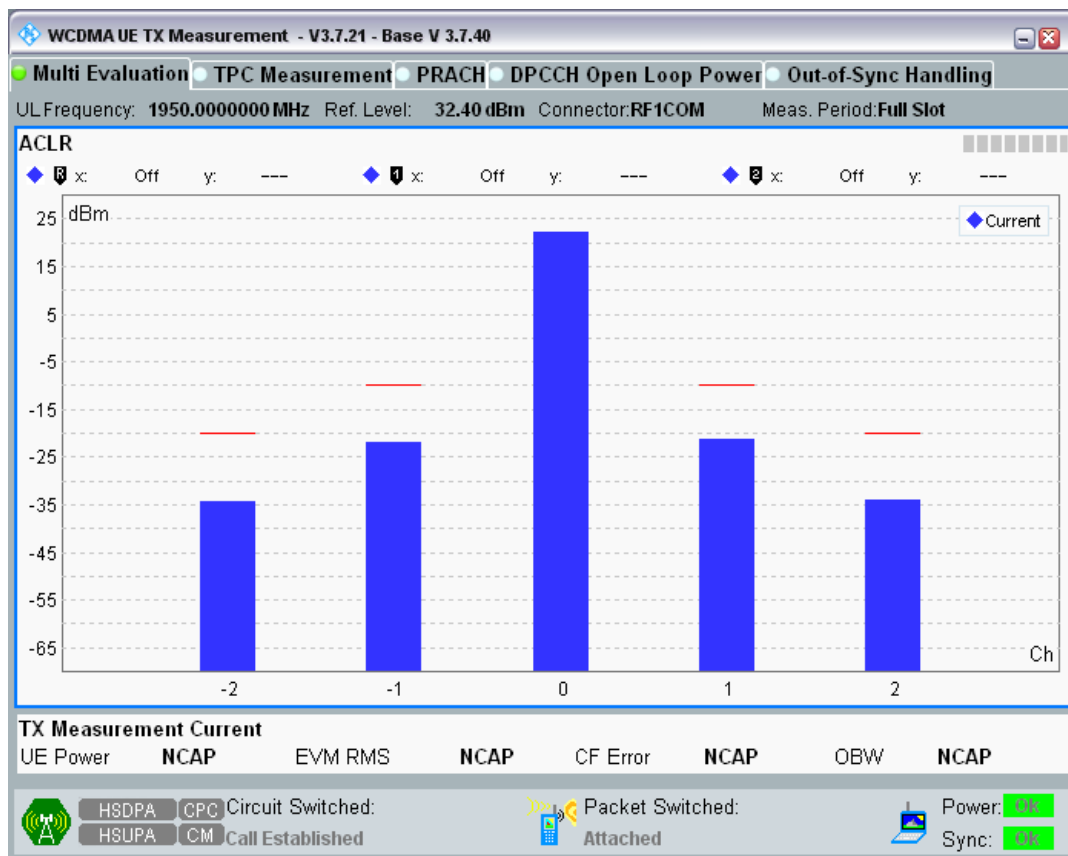 WCDMA UE TX Measurement - V3.7.21 - Base V 3.7.40
Multi Evaluation TPC Measurement PRACH DPCCH Open Loop Power Out-of-Sync Handling
UL Frequency: 1950.0000000 MHz Ref. Level: 32.40 dBm Connector:RF1COM Meas. Period:Full Slot
ACLR
R x: Off y: --- 1 x: Off y: --- 2 x: Off y: ---
dBm
Current
25
15
5
-5
-15
-25
-35
-45
-55
-65
Ch
-2 -1 0 1 2
TX Measurement Current
UE Power NCAP EVM RMS NCAP CF Error NCAP OBW NCAP
HSDPA CPC Circuit Switched: Packet Switched: Power: OK
HSUPA CM Call Established Attached Sync: OK